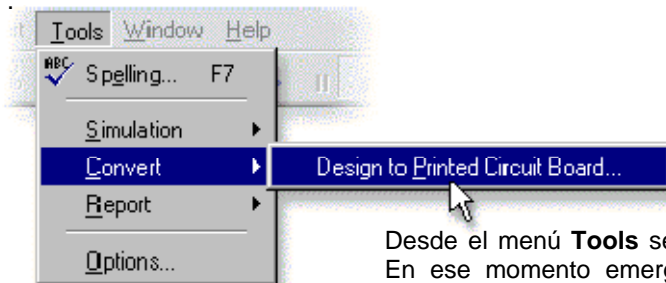 .
Tools Window Help
ABC Spelling... F7
Simulation
Convert
Design to Printed Circuit Board...
Report
Options...
Desde el menú Tools
En ese momento